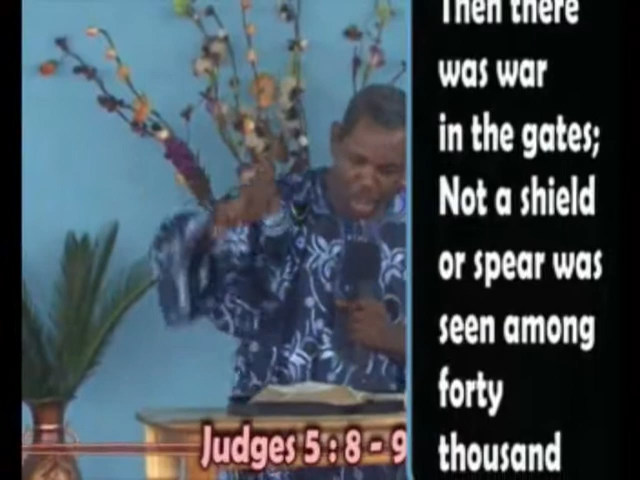 Then there
was war
in the gates;
Not a shield
or spear was
seen among
forty
thousand
Judges 5 : 8 - 9